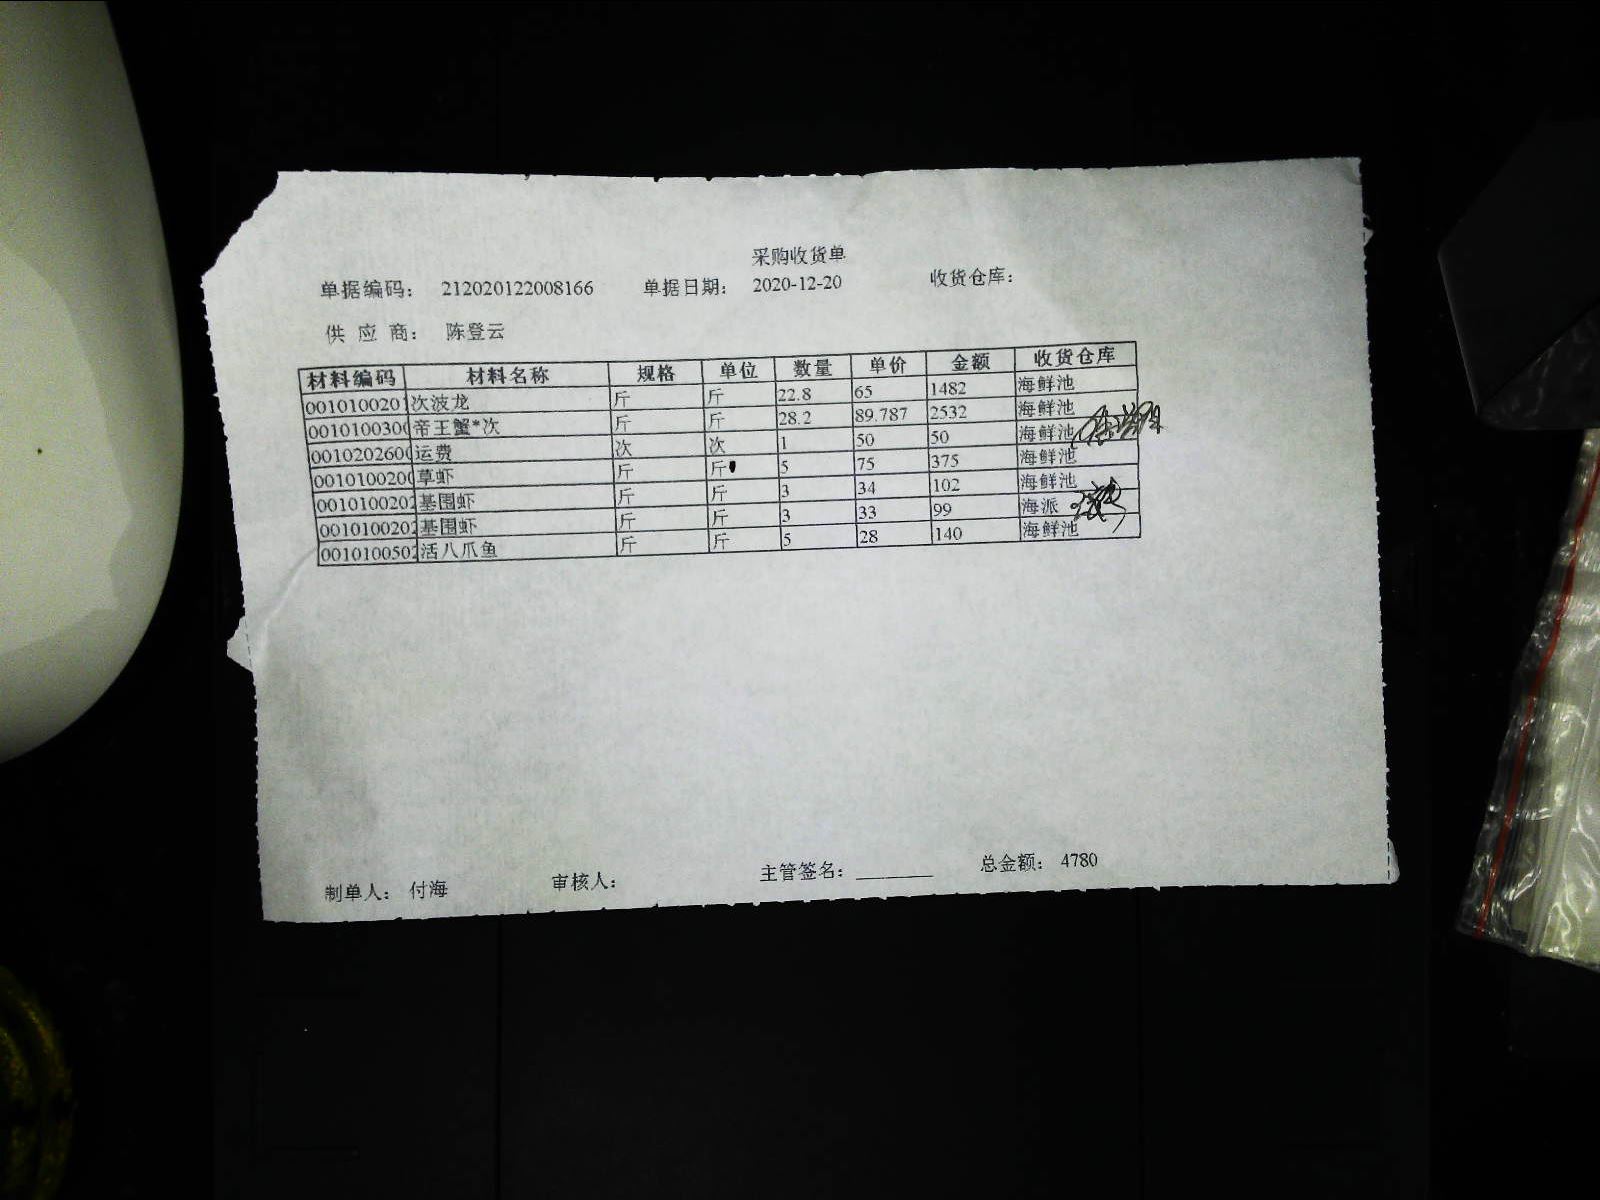 采购收货单
单据编码: 212020122008166 单据日期: 2020-12-20 收货仓库:
供 应 商: 陈登云
材料编码 材料名称 规格 单位 数量 单价 金额 收货仓库
0010100201 次波龙 斤 斤 22.8 65 1482 海鲜池
001010030 帝王蟹*次 斤 斤 28.2 89.787 2532 海鲜池
001020260 运费 次 次 1 50 50 海鲜池
001010020 草虾 斤 斤 5 75 375 海鲜池
001010020 基围虾 斤 斤 3 34 102 海鲜池
001010020 基围虾 斤 斤 3 33 99 海派
001010050 活八爪鱼 斤 斤 5 28 140 海鲜池
制单人: 付海 审核人: 主管签名: ________ 总金额: 4780